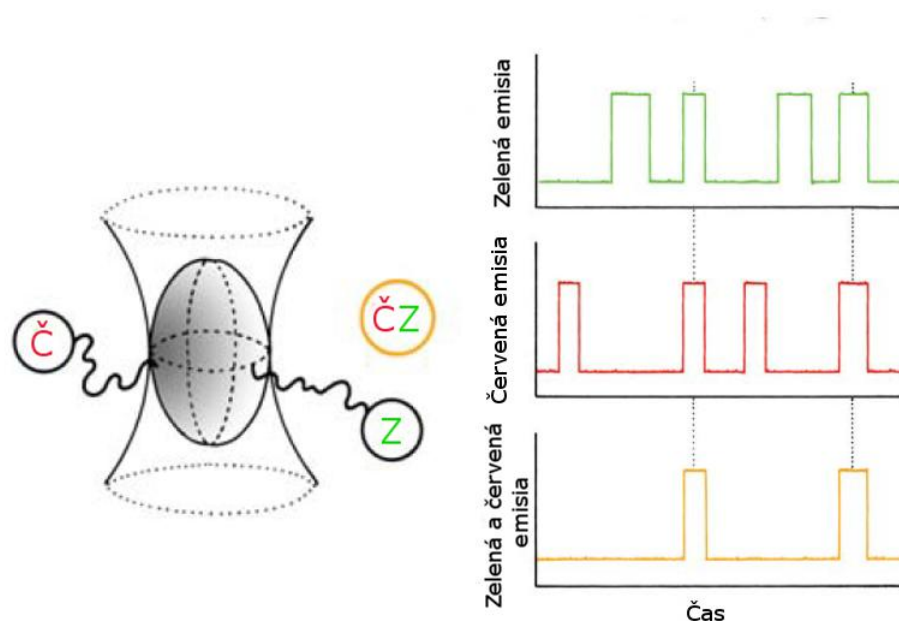 Č
ČZ
Z
Zelená emisia
Červená emisia
Zelená a červená
emisia
Čas